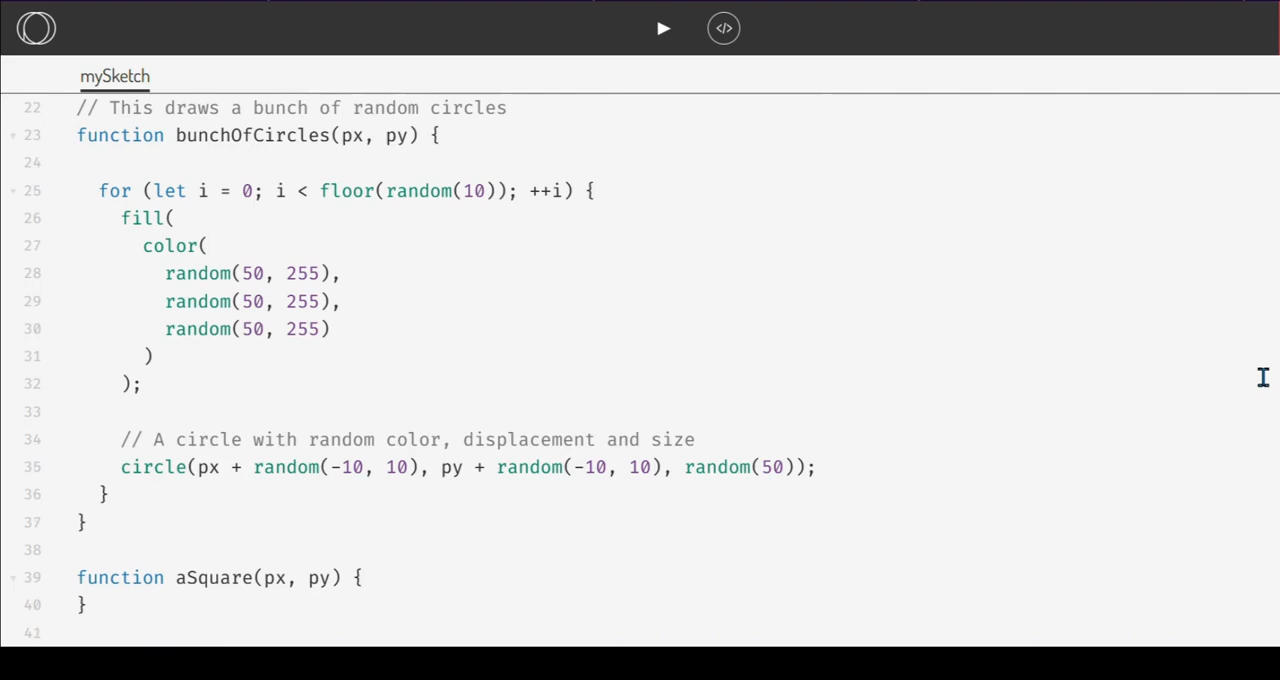 </>
mySketch
22 // This draws a bunch of random circles
23 function bunchOfCircles(px, py) {
24
25 for (let i = 0; i < floor(random(10)); ++i) {
26 fill(
27 color(
28 random(50, 255),
29 random(50, 255),
30 random(50, 255)
31 )
32 );
33
34 // A circle with random color, displacement and size
35 circle(px + random(-10, 10), py + random(-10, 10), random(50));
36 }
37 }
38
39 function aSquare(px, py) {
40 }
41